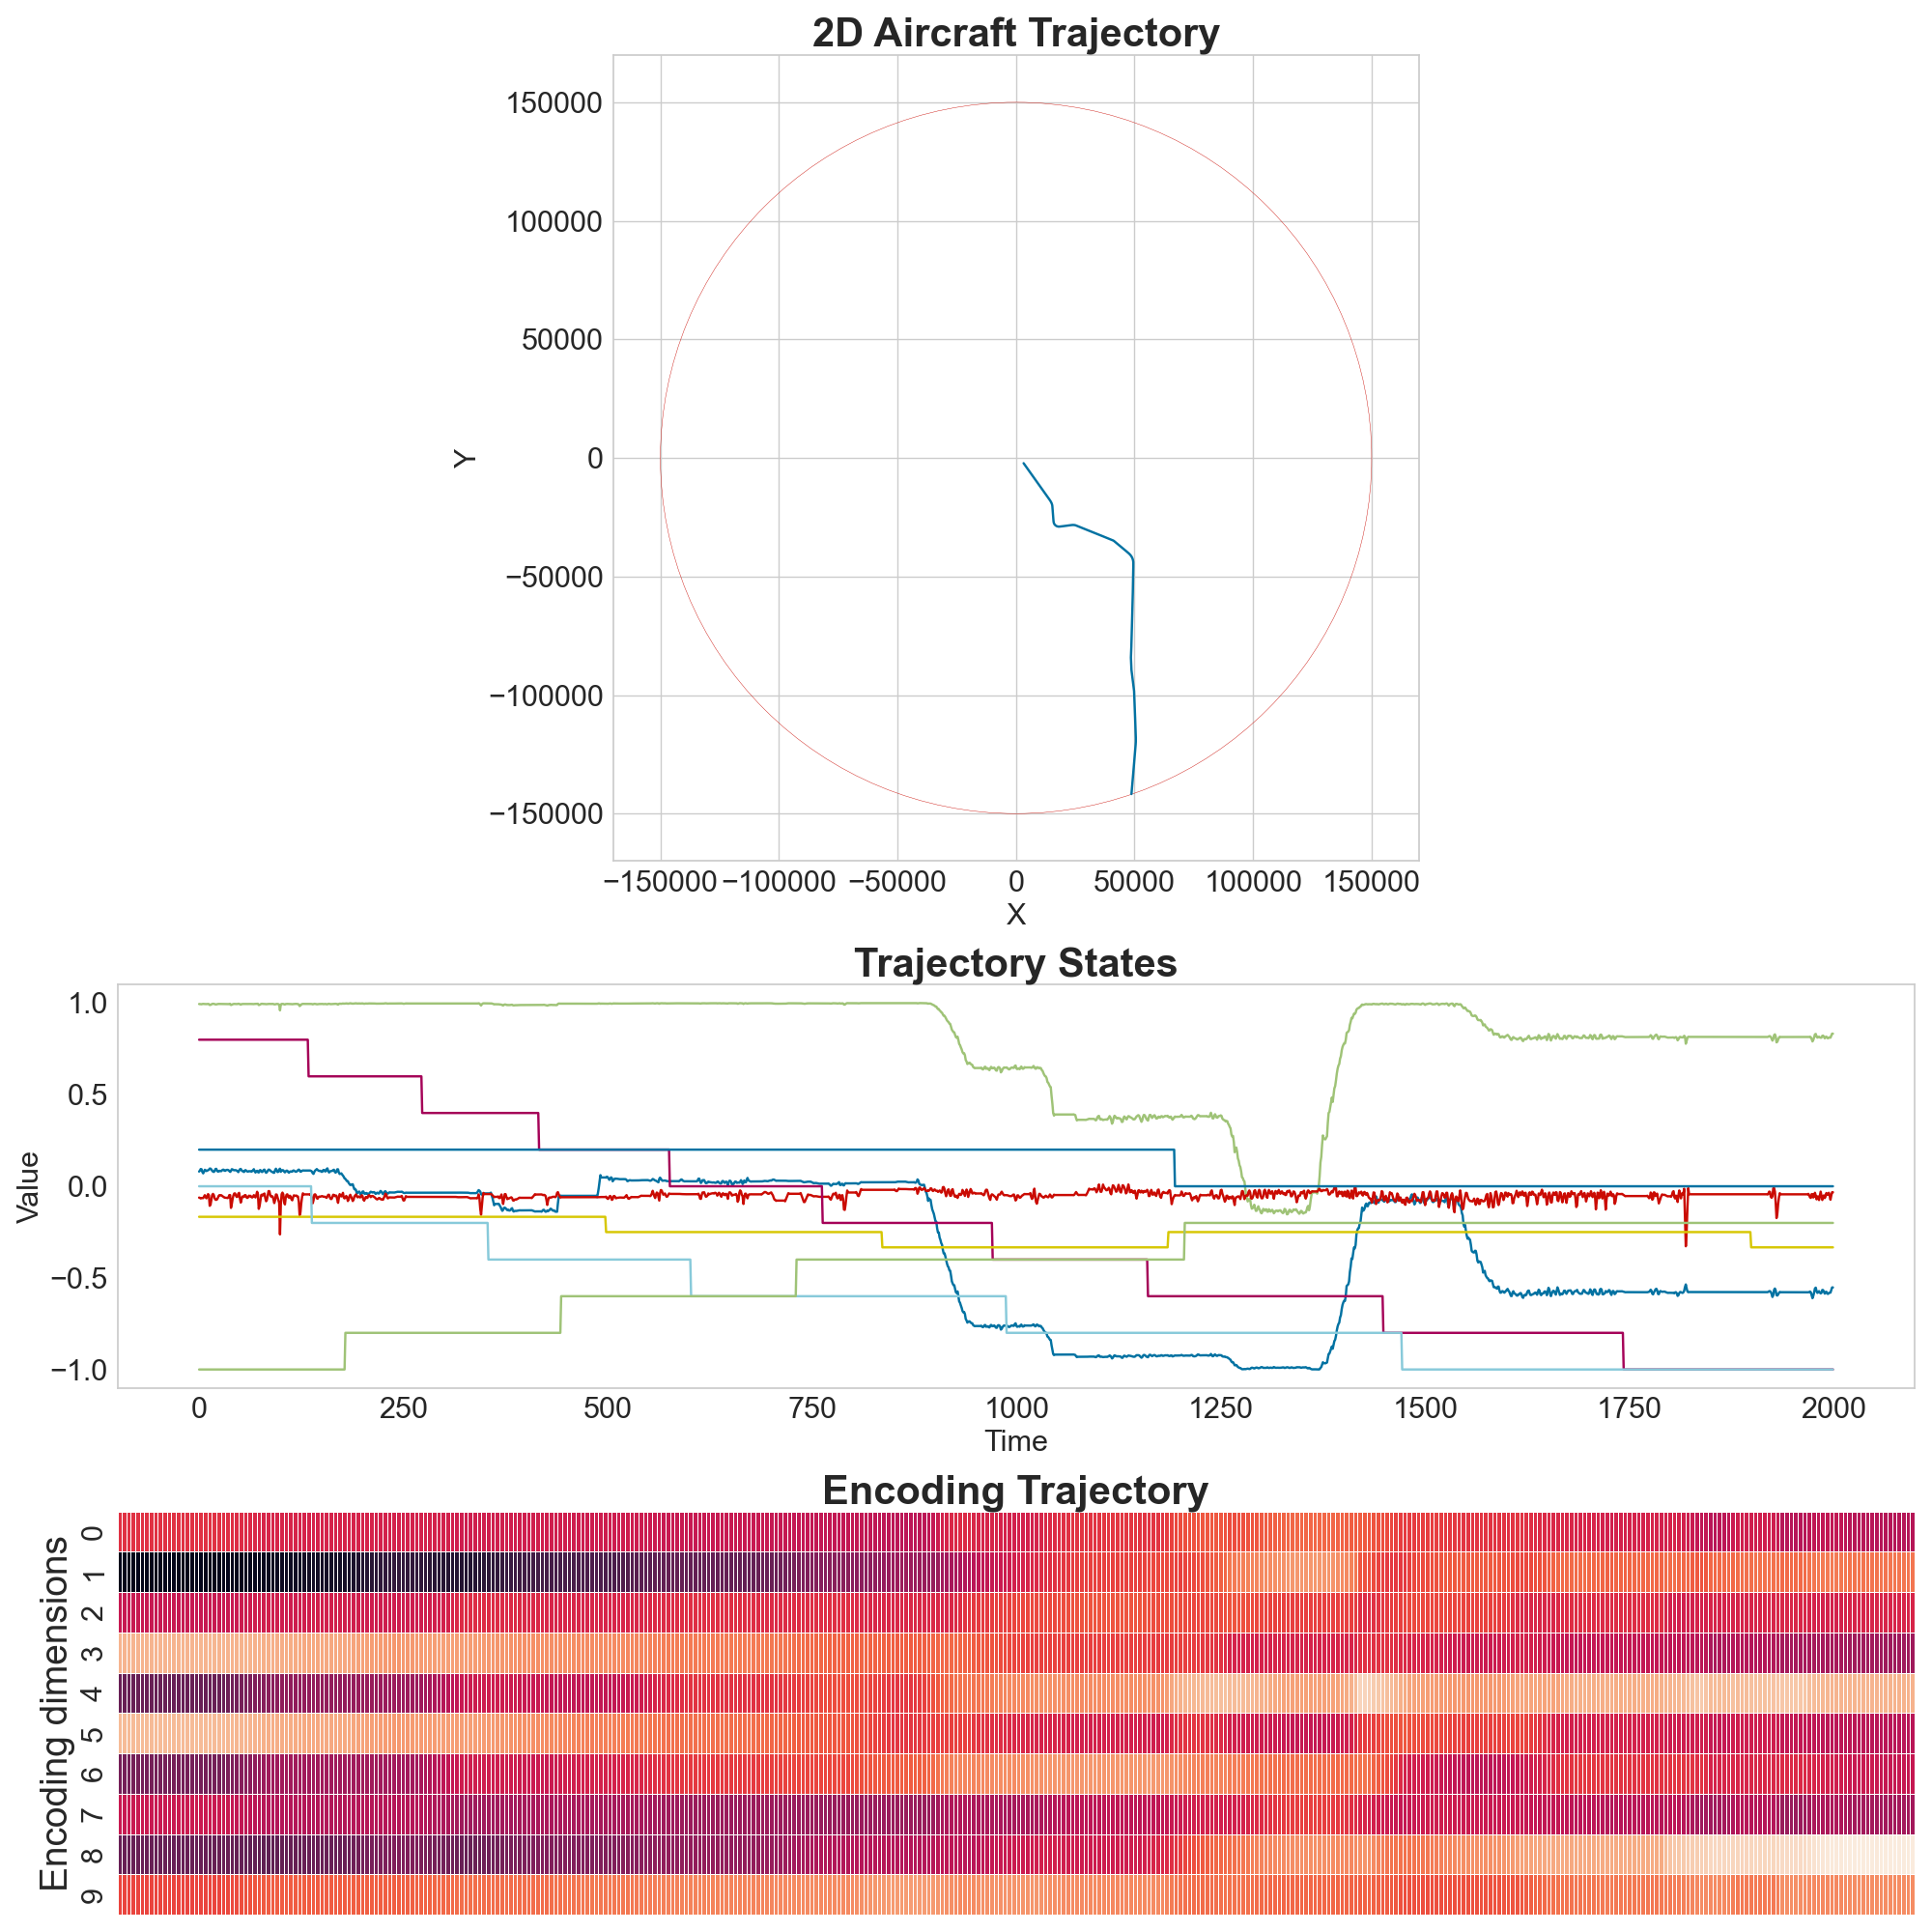 2D Aircraft Trajectory
150000
100000
50000
0
−50000
−100000
−150000
Y
−150000 −100000 −50000 0 50000 100000 150000
X
Trajectory States
1.0
0.5
0.0
−0.5
−1.0
Value
0 250 500 750 1000 1250 1500 1750 2000
Time
Encoding Trajectory
Encoding dimensions
0
1
2
3
4
5
6
7
8
9